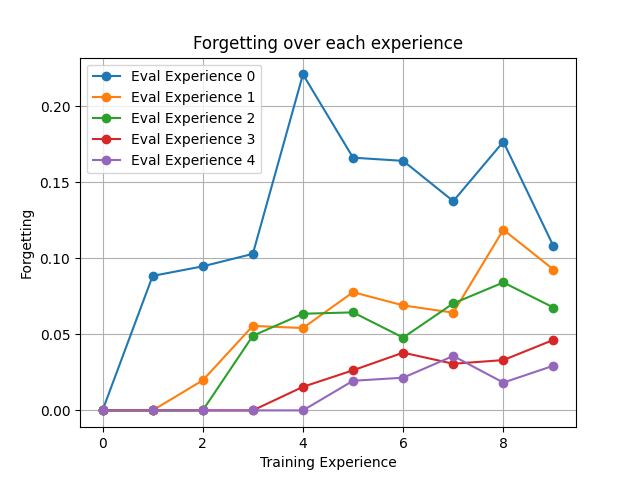 Forgetting over each experience
Eval Experience 0
Eval Experience 1
Eval Experience 2
Eval Experience 3
Eval Experience 4
0.20
0.15
0.10
0.05
0.00
Forgetting
0 2 4 6 8
Training Experience